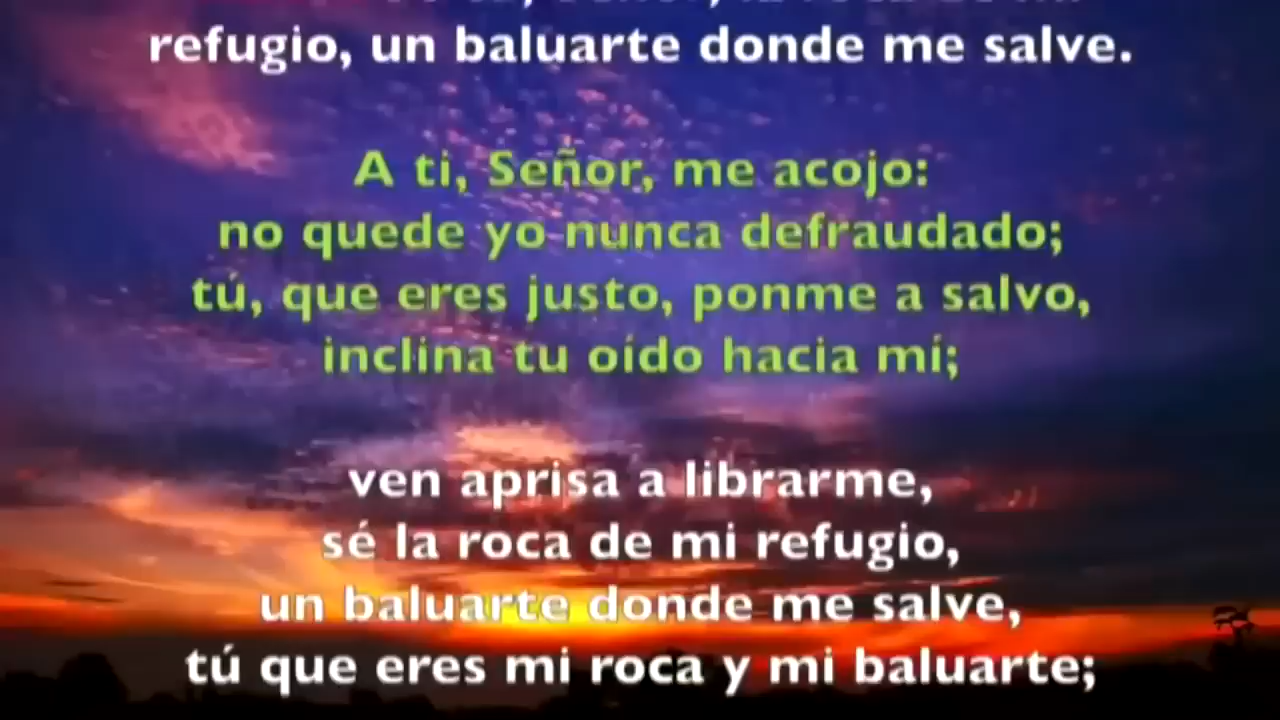 refugio, un baluarte donde me salve.
A ti, Señor, me acojo:
no quede yo nunca defraudado;
tú, que eres justo, ponme a salvo,
inclina tu oído hacia mí;
ven aprisa a librarme,
sé la roca de mi refugio,
un baluarte donde me salve,
tú que eres mi roca y mi baluarte;